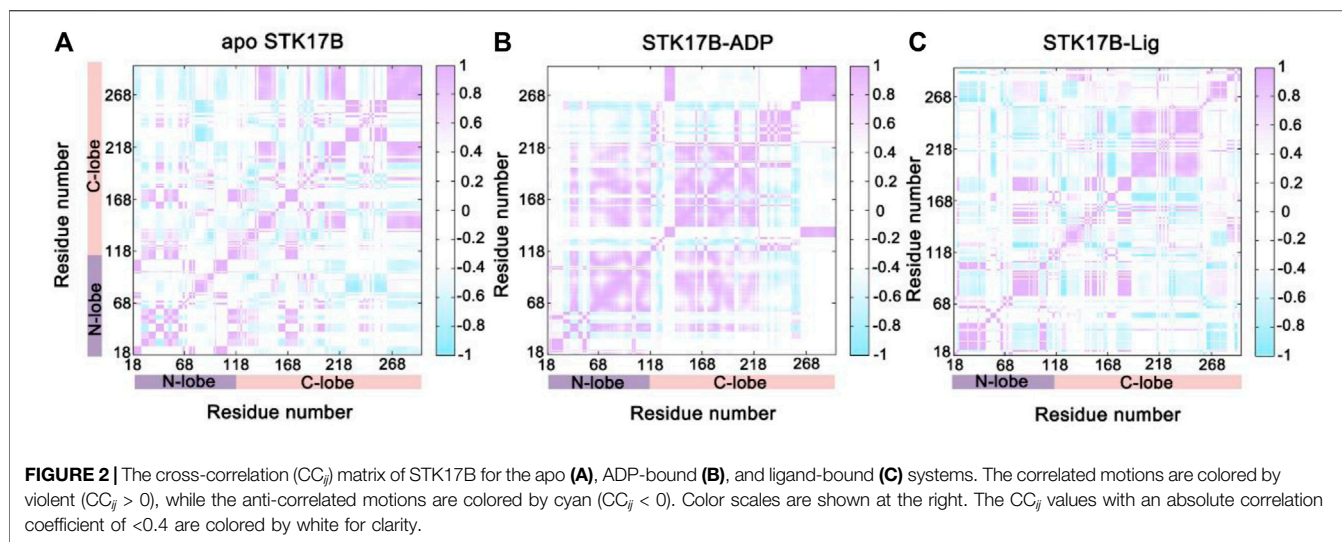 A
apo STK17B
B
STK17B-ADP
C
STK17B-Lig
Residue number
C-lobe
N-lobe
268
218
168
118
68
18
18 68 118 168 218 268
N-lobe C-lobe
Residue number
1
0.8
0.6
0.4
0.2
0
-0.2
-0.4
-0.6
-0.8
-1
Residue number
268
218
168
118
68
18
18 68 118 168 218 268
N-lobe C-lobe
Residue number
1
0.8
0.6
0.4
0.2
0
-0.2
-0.4
-0.6
-0.8
-1
Residue number
268
218
168
118
68
18
18 68 118 168 218 268
N-lobe C-lobe
Residue number
1
0.8
0.6
0.4
0.2
0
-0.2
-0.4
-0.6
-0.8
-1
FIGURE 2 | The cross-correlation (CCij) matrix of STK17B for the apo (A), ADP-bound (B), and ligand-bound (C) systems. The correlated motions are colored by
violent (CCij > 0), while the anti-correlated motions are colored by cyan (CCij < 0). Color scales are shown at the right. The CCij values with an absolute correlation
coefficient of <0.4 are colored by white for clarity.